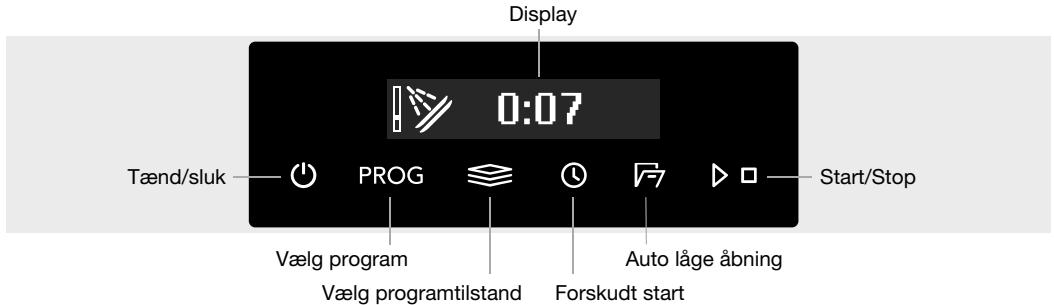 Display
0:07
Tænd/sluk
PROG
Start/Stop
Vælg program
Auto låge åbning
Vælg programtilstand
Forskudt start